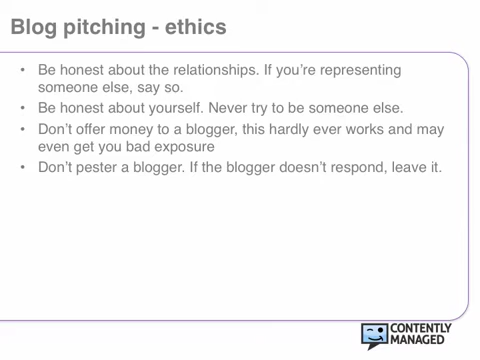 Blog pitching - ethics
• Be honest about the relationships. If you're representing
someone else, say so.
• Be honest about yourself. Never try to be someone else.
• Don't offer money to a blogger, this hardly ever works and may
even get you bad exposure
• Don't pester a blogger. If the blogger doesn't respond, leave it.
CONTENTLY
MANAGED